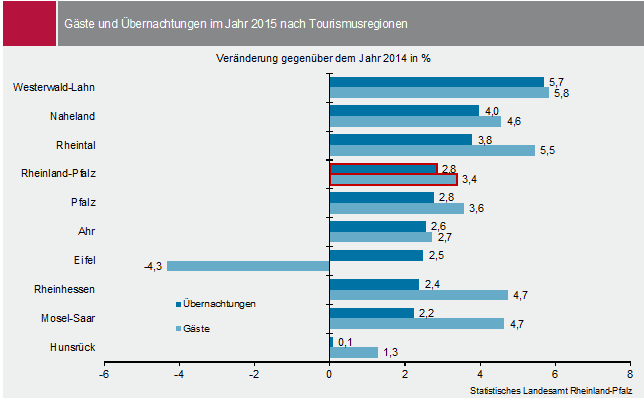 Gäste und Übernachtungen im Jahr 2015 nach Tourismusregionen
Veränderung gegenüber dem Jahr 2014 in %
Westerwald-Lahn 5,7
5,8
Naheland 4,0
4,6
Rheintal 3,8
5,5
Rheinland-Pfalz 2,8
3,4
Pfalz 2,8
3,6
Ahr 2,6
2,7
Eifel 2,5
-4,3
Rheinhessen 2,4
4,7
Mosel-Saar 2,2
4,7
Hunsrück 0,1
1,3
Übernachtungen
Gäste
-6 -4 -2 0 2 4 6 8
Statistisches Landesamt Rheinland-Pfalz